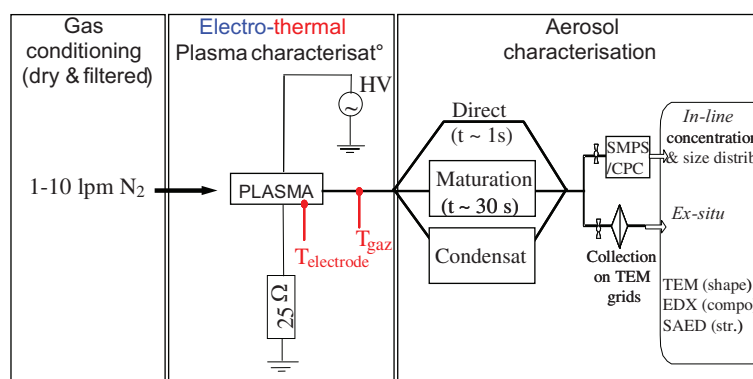 Gas
conditioning
(dry & filtered)
1-10 lpm N2
Electro-thermal
Plasma characterisat°
HV
PLASMA
Tgaz
Telectrode
25 Ω
Aerosol
characterisation
Direct
(t ~ 1s)
Maturation
(t ~ 30 s)
Condensat
SMPS
/CPC
Collection
on TEM
grids
In-line
concentration
& size distrib
Ex-situ
TEM (shape)
EDX (compo
SAED (str.)